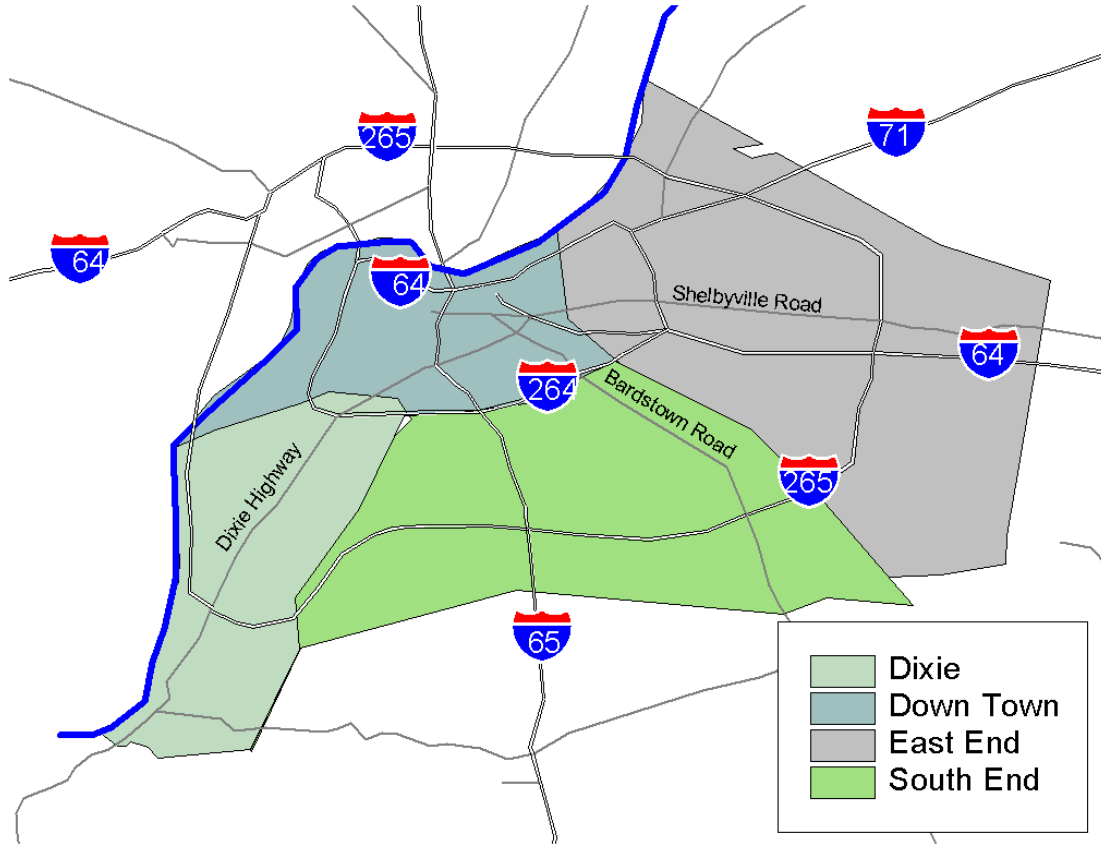 265
71
64
64
Shelbyville Road
64
264
Bardstown Road
265
Dixie Highway
65
Dixie
Down Town
East End
South End